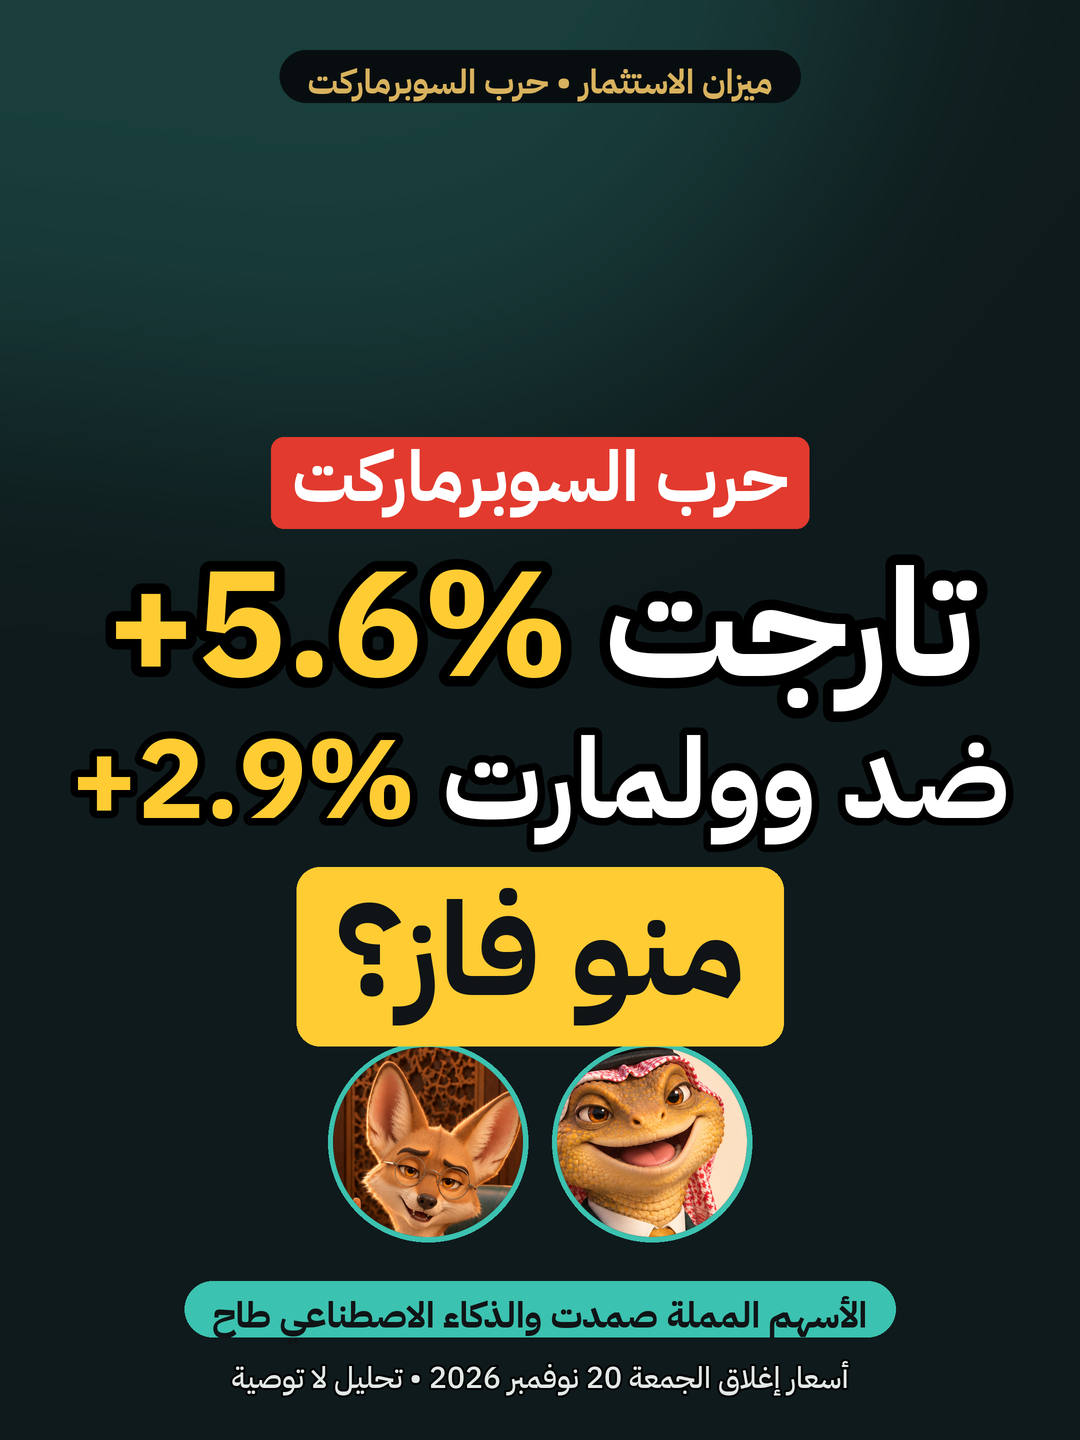 ميزان الاستثمار • حرب السوبرماركت
حرب السوبرماركت
تارجت +5.6%
ضد وولمارت +2.9%
منو فاز؟
الأسهم المملة صمدت والذكاء الاصطناعي طاح
أسعار إغلاق الجمعة 20 نوفمبر 2026 • تحليل لا توصية